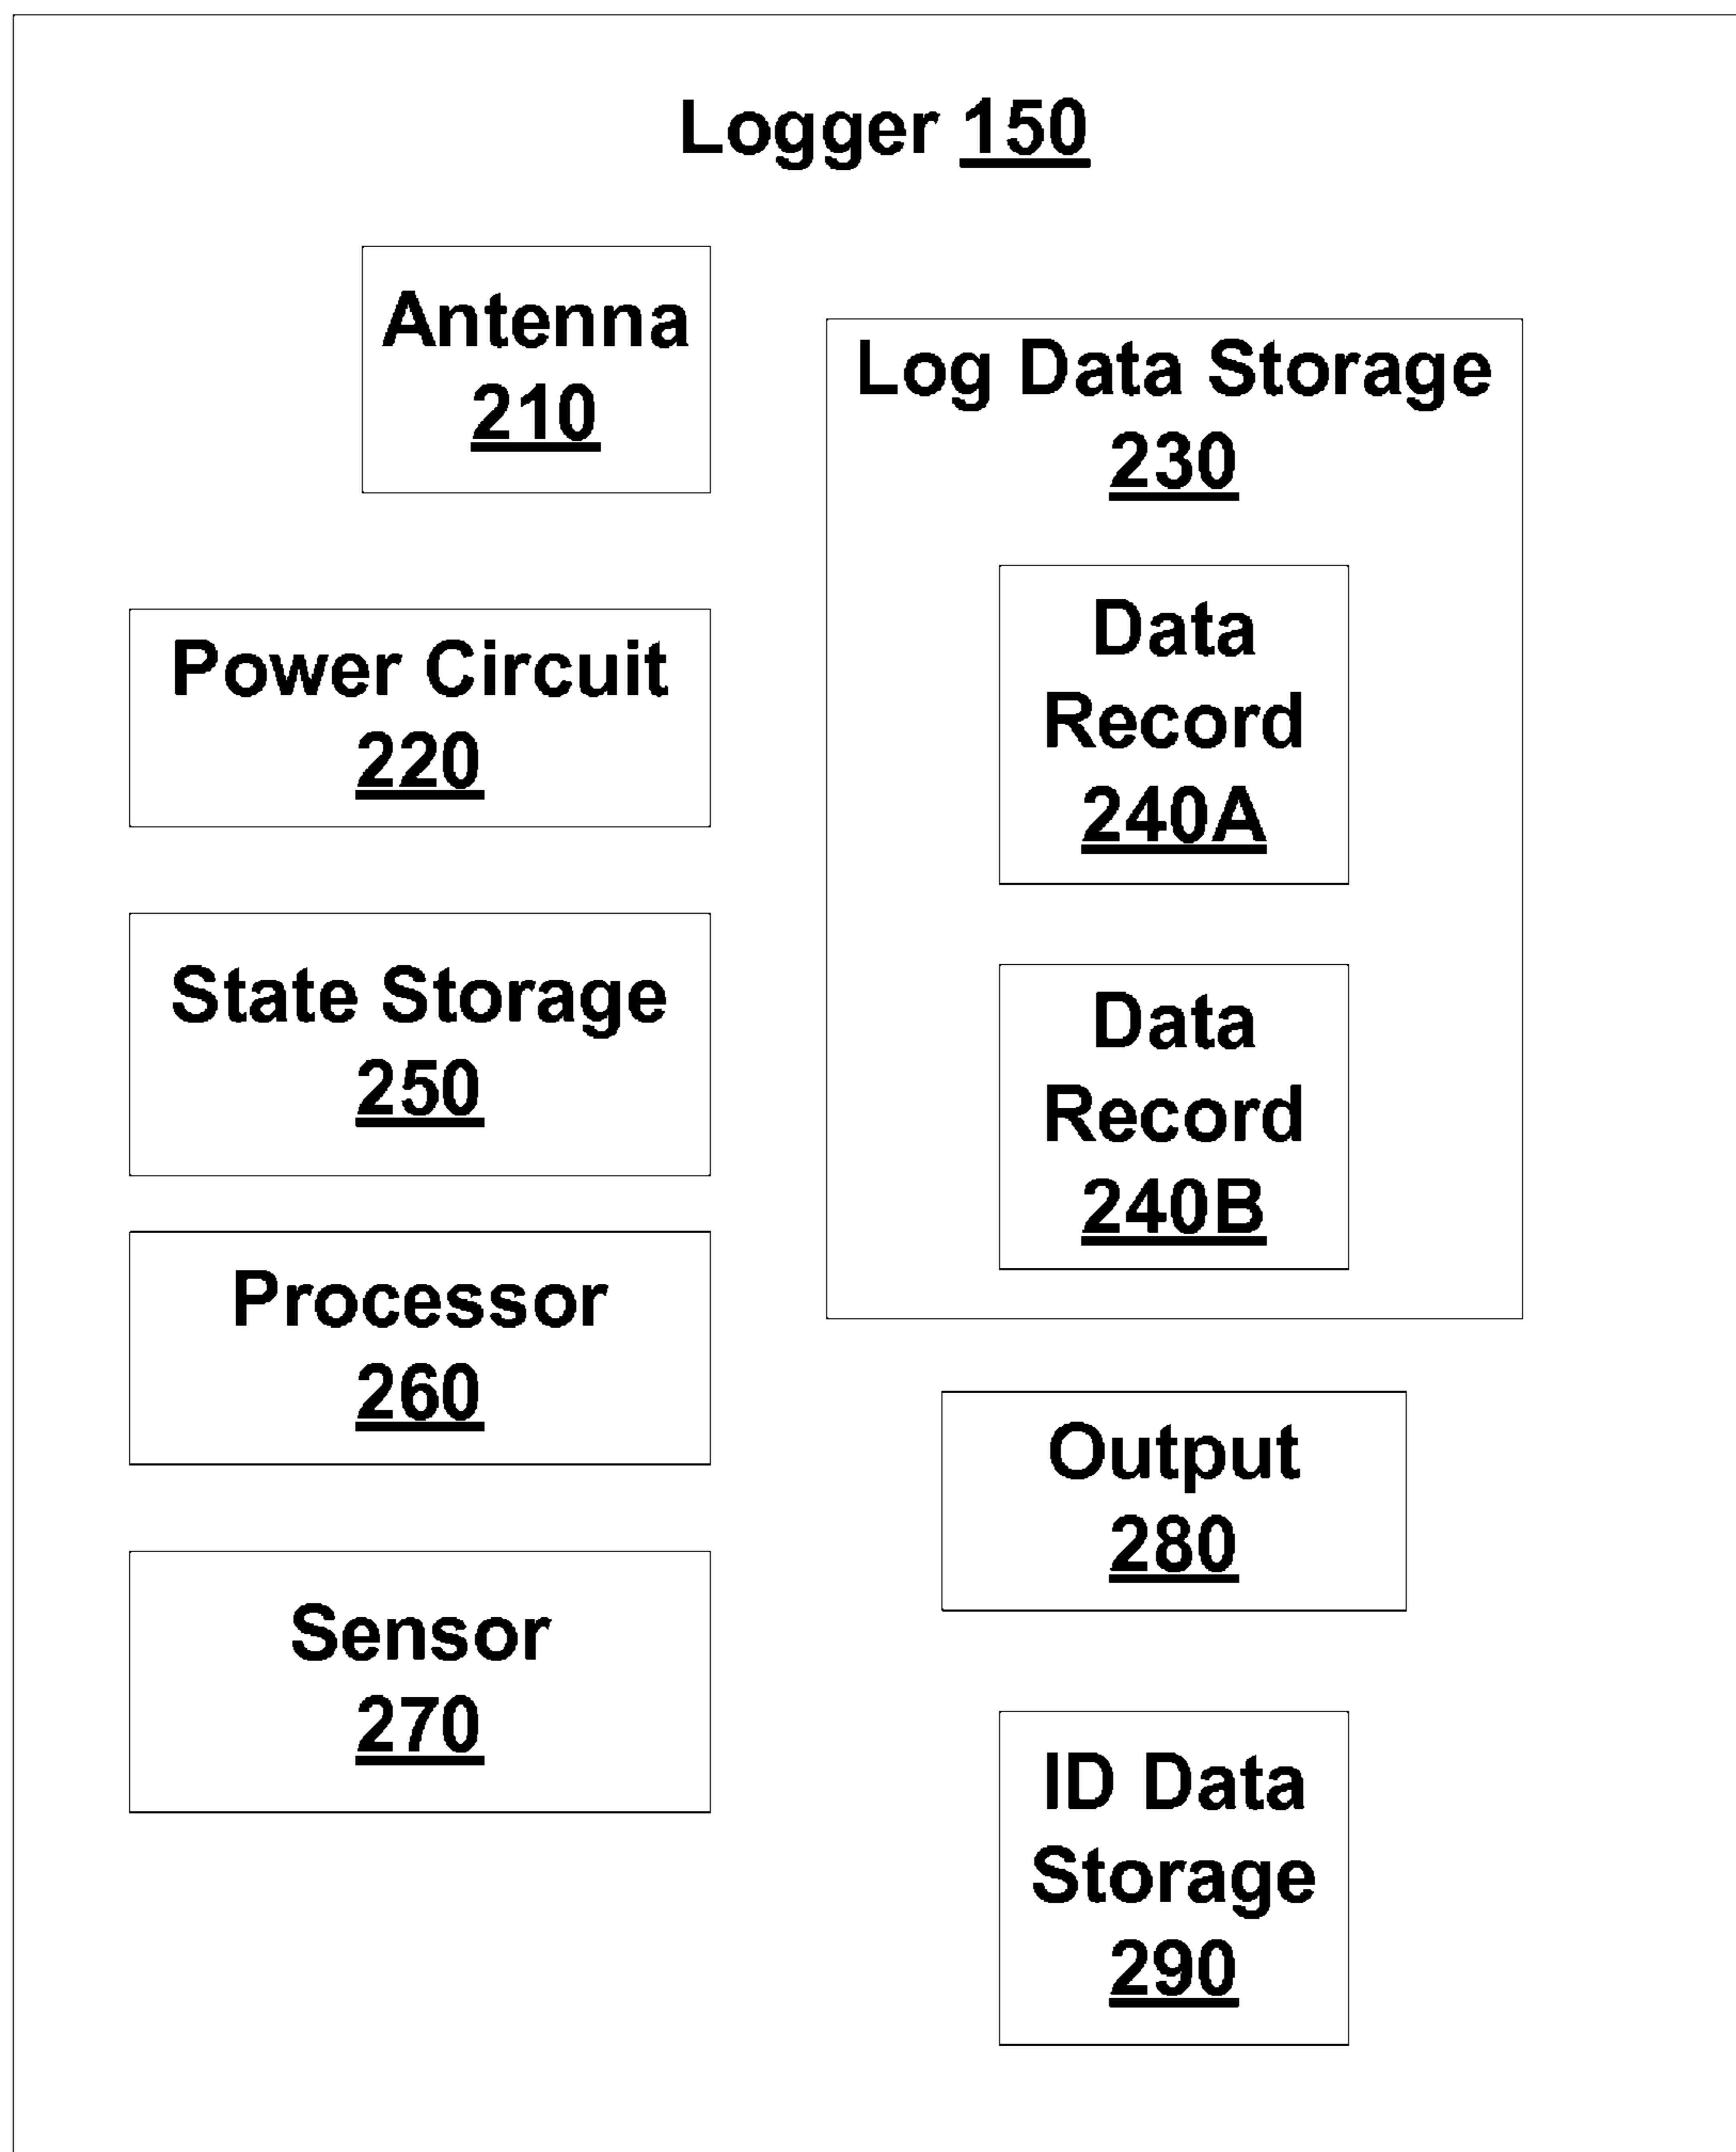 Logger 150
Antenna
210
Power Circuit
220
State Storage
250
Processor
260
Sensor
270
Log Data Storage
230
Data
Record
240A
Data
Record
240B
Output
280
ID Data
Storage
290